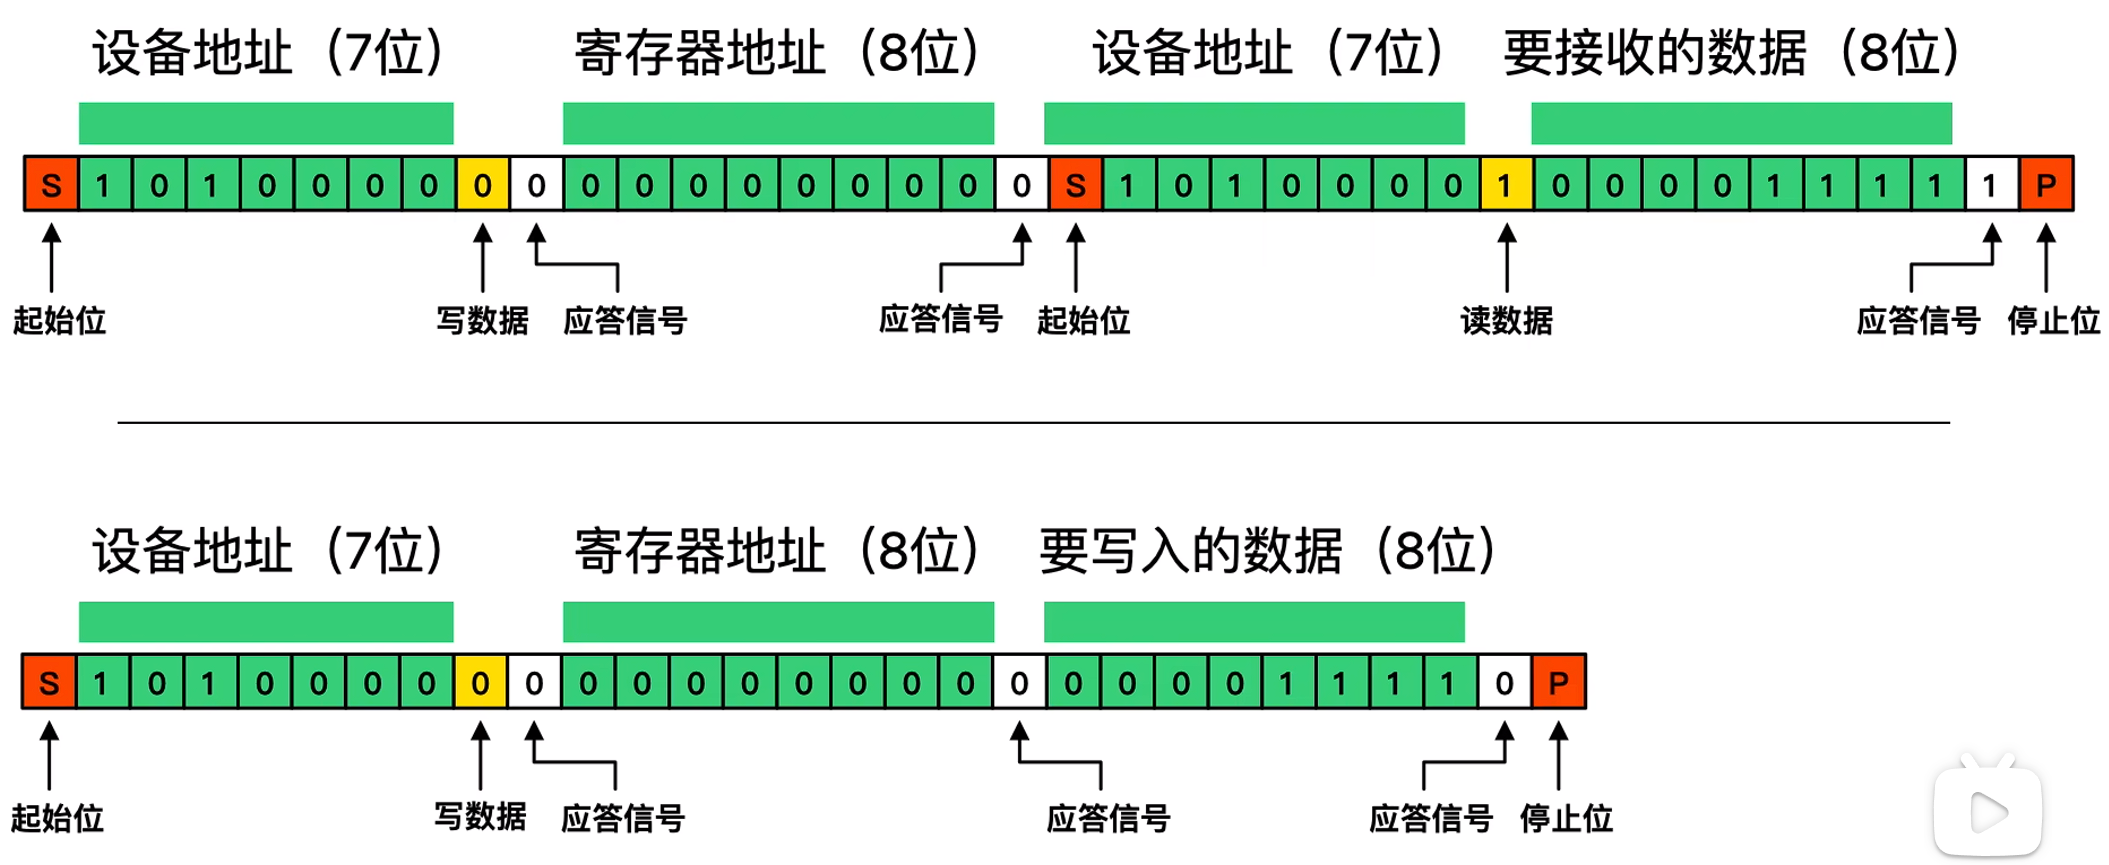 设备地址（7位） 寄存器地址（8位） 设备地址（7位） 要接收的数据（8位）
S 1 0 1 0 0 0 0 0 0 0 0 0 0 0 0 0 0 0 S 1 0 1 0 0 0 0 1 0 0 0 0 1 1 1 1 1 P
起始位 写数据 应答信号 应答信号 起始位 读数据 应答信号 停止位
设备地址（7位） 寄存器地址（8位） 要写入的数据（8位）
S 1 0 1 0 0 0 0 0 0 0 0 0 0 0 0 0 0 0 0 0 0 0 1 1 1 1 0 P
起始位 写数据 应答信号 应答信号 应答信号 停止位